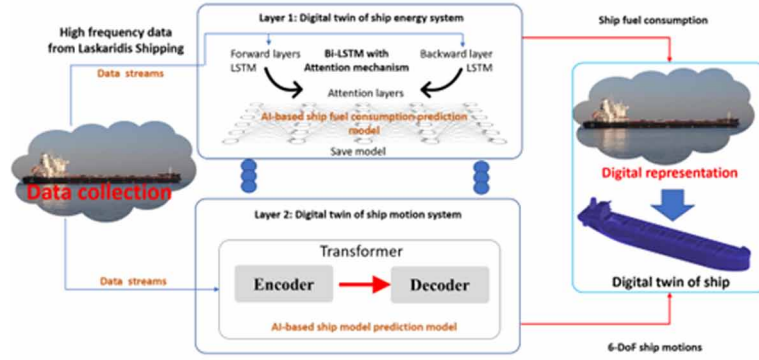 High frequency data
from Laskaridis Shipping
Data streams
Data collection
Data streams
Layer 1: Digital twin of ship energy system
Forward layers
LSTM
Bi-LSTM with
Attention mechanism
Backward layer
LSTM
Attention layers
AI-based ship fuel consumption prediction
model
Save model
Layer 2: Digital twin of ship motion system
Transformer
Encoder
Decoder
AI-based ship model prediction model
Ship fuel consumption
Digital representation
Digital twin of ship
6-DoF ship motions